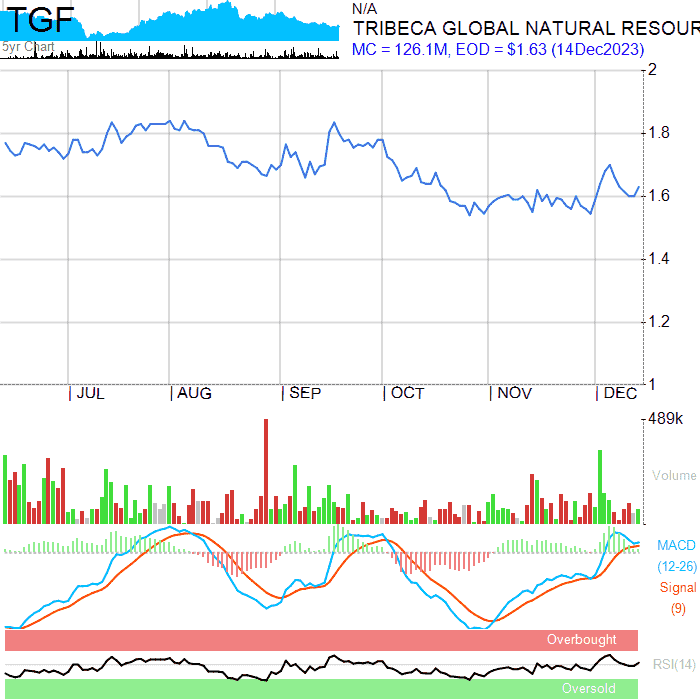 TGF
N/A
TRIBECA GLOBAL NATURAL RESOUR
5yr Chart
MC = 126.1M, EOD = $1.63 (14Dec2023)
2
1.8
1.6
1.4
1.2
1
JUL AUG SEP OCT NOV DEC
489k
Volume
MACD
(12-26)
Signal
(9)
Overbought
RSI(14)
Oversold